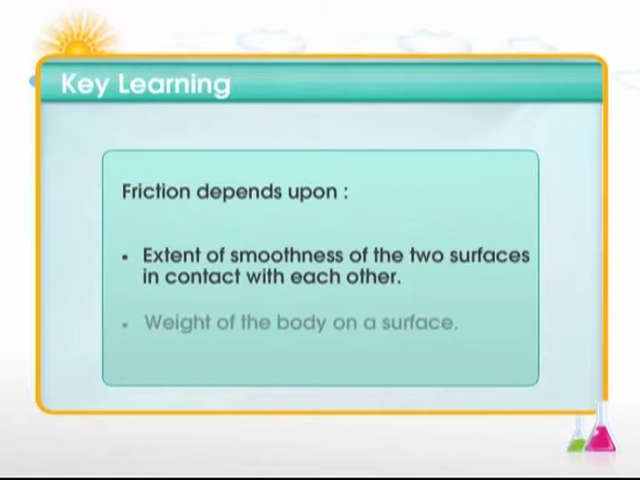 Key Learning
Friction depends upon :
▪ Extent of smoothness of the two surfaces
in contact with each other.
▪ Weight of the body on a surface.